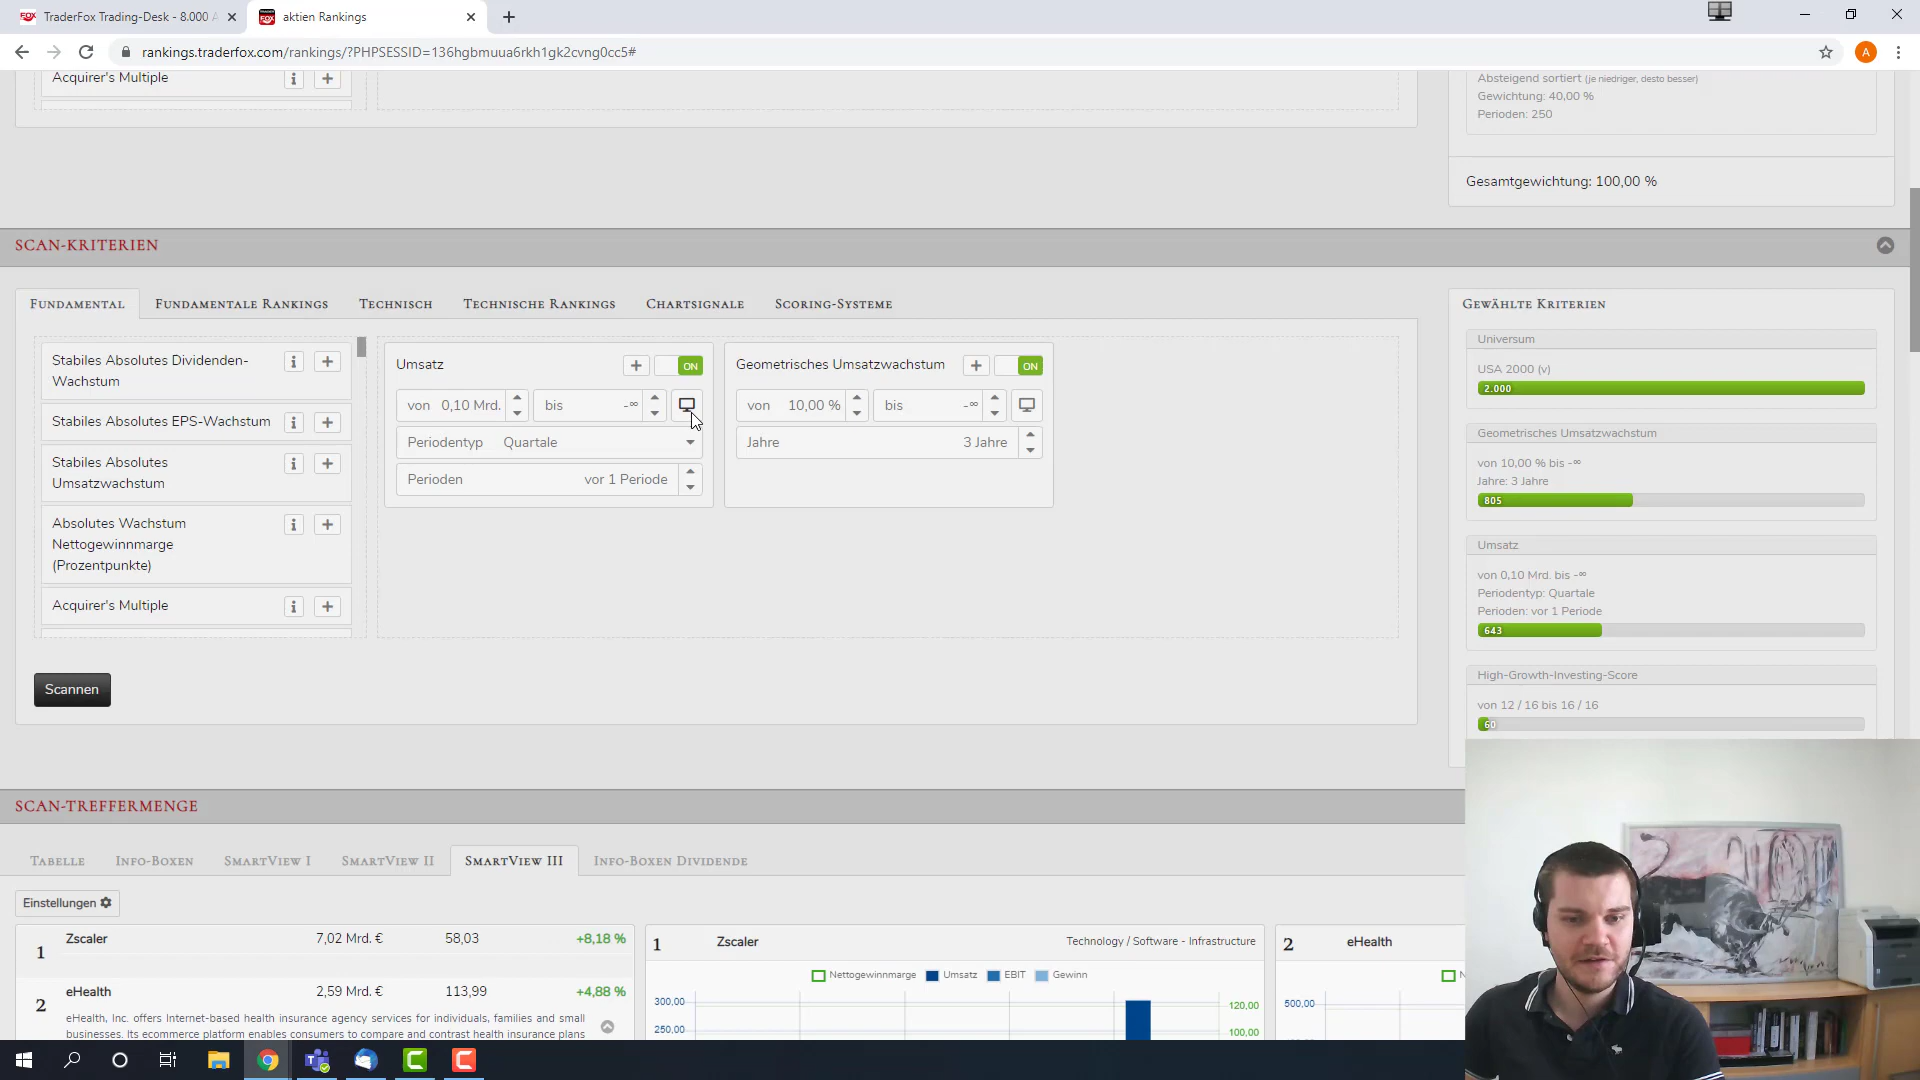 TraderFox Trading-Desk - 8.000 A
aktien Rankings
rankings.traderfox.com/rankings/?PHPSESSID=136hgbmuua6rkh1gk2cvng0cc5#
A
Acquirer's Multiple
Absteigend sortiert (je niedriger, desto besser)
Gewichtung: 40,00 %
Perioden: 250
Gesamtgewichtung: 100,00 %
SCAN-KRITERIEN
FUNDAMENTAL
FUNDAMENTALE RANKINGS
TECHNISCH
TECHNISCHE RANKINGS
CHARTSIGNALE
SCORING-SYSTEME
Stabiles Absolutes Dividenden-
Wachstum
Stabiles Absolutes EPS-Wachstum
Stabiles Absolutes
Umsatzwachstum
Absolutes Wachstum
Nettogewinnmarge
(Prozentpunkte)
Acquirer's Multiple
Umsatz
ON
von 0,10 Mrd.
bis -∞
Periodentyp Quartale
Perioden vor 1 Periode
Geometrisches Umsatzwachstum
ON
von 10,00 %
bis -∞
Jahre 3 Jahre
Scannen
GEWÄHLTE KRITERIEN
Universum
USA 2000 (v)
2.000
Geometrisches Umsatzwachstum
von 10,00 % bis -∞
Jahre: 3 Jahre
805
Umsatz
von 0,10 Mrd. bis -∞
Periodentyp: Quartale
Perioden: vor 1 Periode
643
High-Growth-Investing-Score
von 12 / 16 bis 16 / 16
60
SCAN-TREFFERMENGE
TABELLE
INFO-BOXEN
SMARTVIEW I
SMARTVIEW II
SMARTVIEW III
INFO-BOXEN DIVIDENDE
Einstellungen
1 Zscaler 7,02 Mrd. € 58,03 +8,18 %
2 eHealth 2,59 Mrd. € 113,99 +4,88 %
eHealth, Inc. offers Internet-based health insurance agency services for individuals, families and small
businesses. Its ecommerce platform enables consumers to compare and contrast health insurance plans
1 Zscaler Technology / Software - Infrastructure
Nettogewinnmarge Umsatz EBIT Gewinn
300,00
250,00
120,00
100,00
2 eHealth
N
500,00